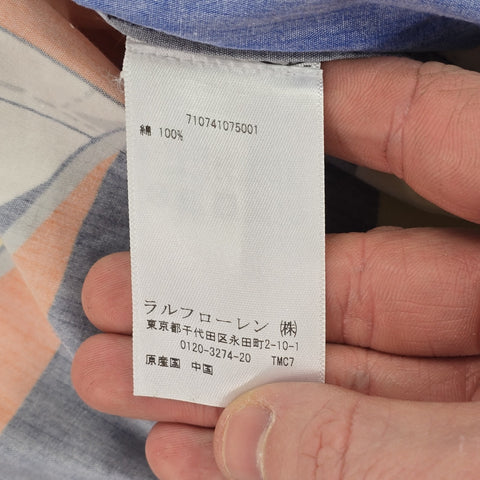 710741075001
綿 100%
ラルフローレン ㈱
東京都千代田区永田町2-10-1
0120-3274-20 TMC7
原産国 中国